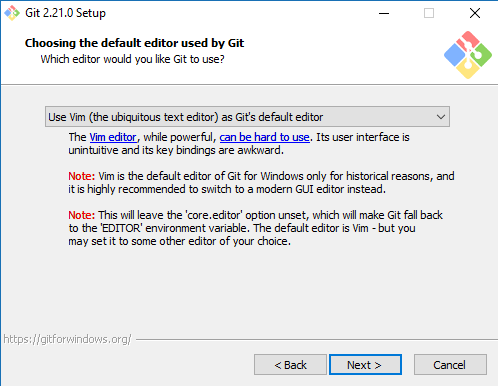 Git 2.21.0 Setup
Choosing the default editor used by Git
Which editor would you like Git to use?
Use Vim (the ubiquitous text editor) as Git's default editor
The Vim editor, while powerful, can be hard to use. Its user interface is
unintuitive and its key bindings are awkward.
Note: Vim is the default editor of Git for Windows only for historical reasons, and
it is highly recommended to switch to a modern GUI editor instead.
Note: This will leave the 'core.editor' option unset, which will make Git fall back
to the 'EDITOR' environment variable. The default editor is Vim - but you
may set it to some other editor of your choice.
https://gitforwindows.org/
< Back
Next >
Cancel